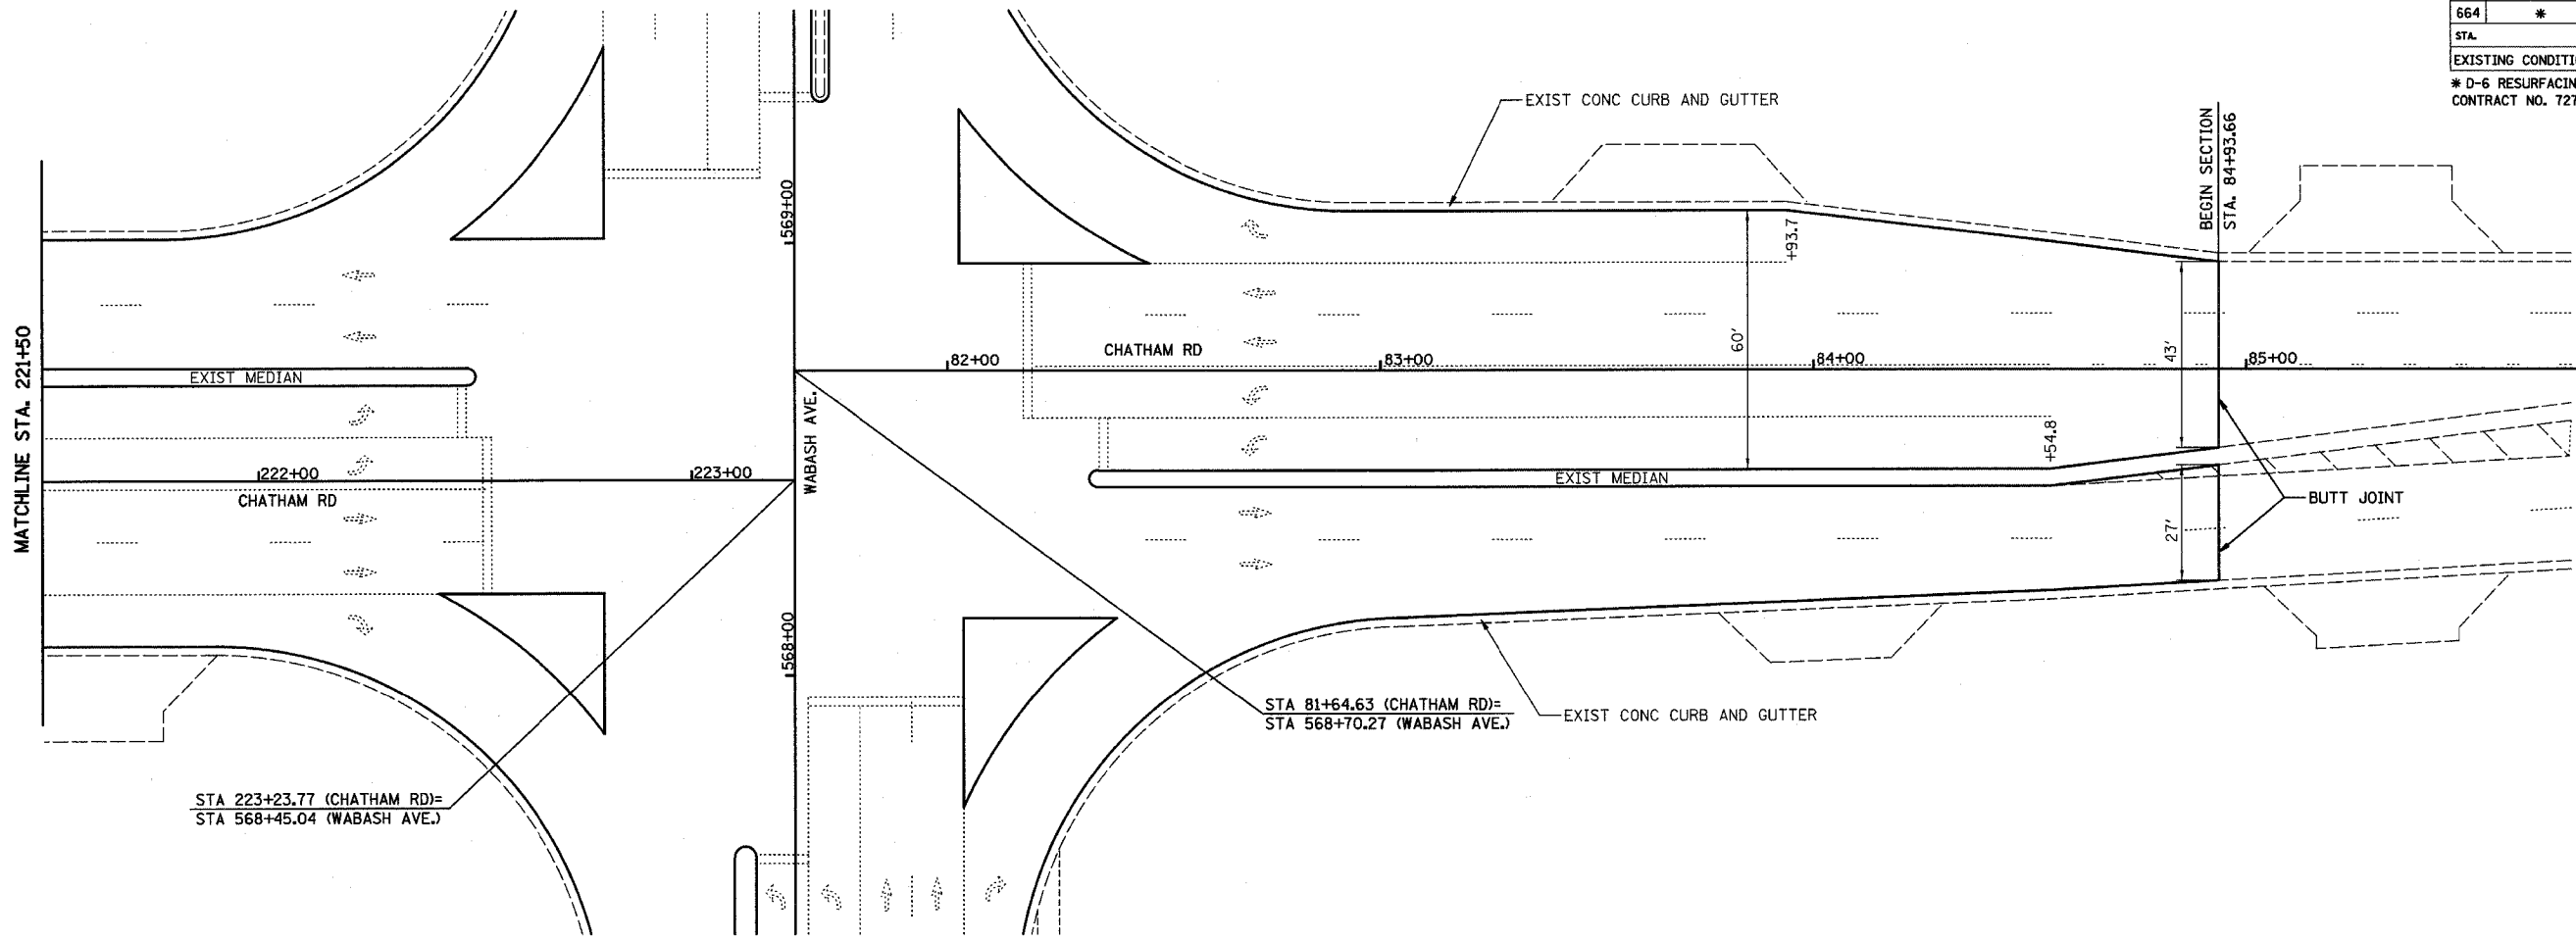 664 *
STA.
EXISTING CONDITI
* D-6 RESURFACIN
CONTRACT NO. 727
EXIST CONC CURB AND GUTTER
BEGIN SECTION
STA. 84+93.66
569+00
+93.7
MATCHLINE STA. 221+50
EXIST MEDIAN
CHATHAM RD
82+00
83+00
84+00
85+00
60'
43'
WABASH AVE.
+54.8
222+00
223+00
CHATHAM RD
EXIST MEDIAN
BUTT JOINT
27'
568+00
STA 81+64.63 (CHATHAM RD)=
STA 568+70.27 (WABASH AVE.)
EXIST CONC CURB AND GUTTER
STA 223+23.77 (CHATHAM RD)=
STA 568+45.04 (WABASH AVE.)